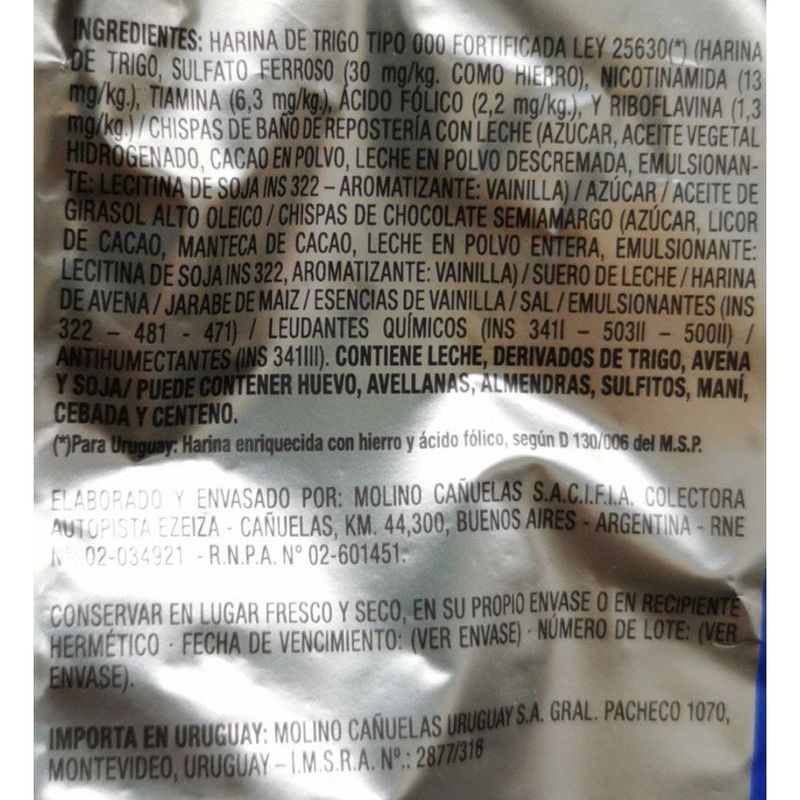 INGREDIENTES: HARINA DE TRIGO TIPO 000 FORTIFICADA LEY 25630(*) (HARINA
DE TRIGO, SULFATO FERROSO (30 mg/kg. COMO HIERRO), NICOTINAMIDA (13
mg/kg.), TIAMINA (6,3 mg/kg.), ÁCIDO FÓLICO (2,2 mg/kg.), Y RIBOFLAVINA (1,3
mg/kg.) / CHISPAS DE BAÑO DE REPOSTERÍA CON LECHE (AZÚCAR, ACEITE VEGETAL
HIDROGENADO, CACAO EN POLVO, LECHE EN POLVO DESCREMADA, EMULSIONAN-
TE: LECITINA DE SOJA INS 322 – AROMATIZANTE: VAINILLA) / AZÚCAR / ACEITE DE
GIRASOL ALTO OLEICO / CHISPAS DE CHOCOLATE SEMIAMARGO (AZÚCAR, LICOR
DE CACAO, MANTECA DE CACAO, LECHE EN POLVO ENTERA, EMULSIONANTE:
LECITINA DE SOJA INS 322, AROMATIZANTE: VAINILLA) / SUERO DE LECHE / HARINA
DE AVENA / JARABE DE MAIZ / ESENCIAS DE VAINILLA / SAL / EMULSIONANTES (INS
322 – 481 - 471) / LEUDANTES QUÍMICOS (INS 341I – 503II – 500II) /
ANTIHUMECTANTES (INS 341III). CONTIENE LECHE, DERIVADOS DE TRIGO, AVENA
Y SOJA/ PUEDE CONTENER HUEVO, AVELLANAS, ALMENDRAS, SULFITOS, MANÍ,
CEBADA Y CENTENO.
(*)Para Uruguay: Harina enriquecida con hierro y ácido fólico, según D 130/006 del M.S.P.
ELABORADO Y ENVASADO POR: MOLINO CAÑUELAS S.A.C.I.F.I.A. COLECTORA
AUTOPISTA EZEIZA - CAÑUELAS, KM. 44,300, BUENOS AIRES - ARGENTINA - RNE
N° 02-034921 - R.N.P.A. N° 02-601451.
CONSERVAR EN LUGAR FRESCO Y SECO, EN SU PROPIO ENVASE O EN RECIPIENTE
HERMÉTICO · FECHA DE VENCIMIENTO: (VER ENVASE) · NÚMERO DE LOTE: (VER
ENVASE).
IMPORTA EN URUGUAY: MOLINO CAÑUELAS URUGUAY S.A. GRAL. PACHECO 1070,
MONTEVIDEO, URUGUAY – I.M.S.R.A. Nº.: 2877/316